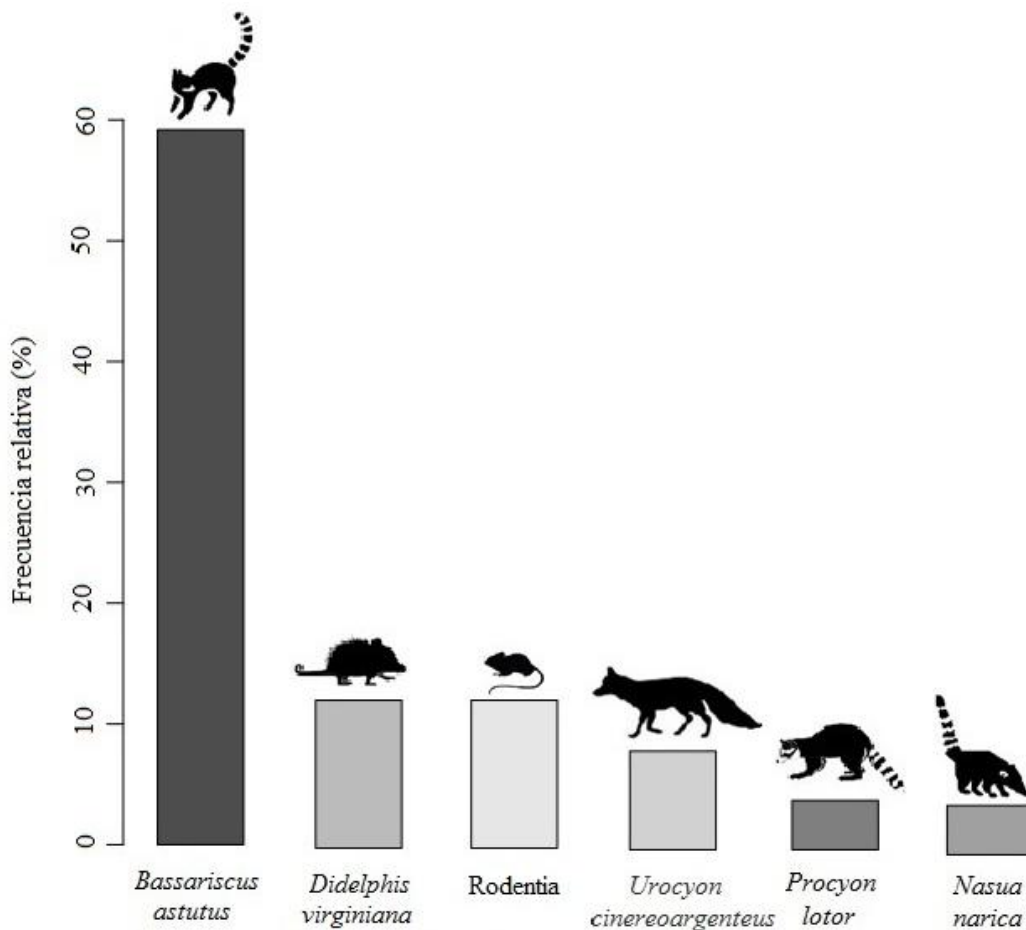 Frecuencia relativa (%)
60
50
40
30
20
10
0
Bassariscus
astutus
Didelphis
virginiana
Rodentia
Urocyon
cinereoargenteus
Procyon
lotor
Nasua
narica